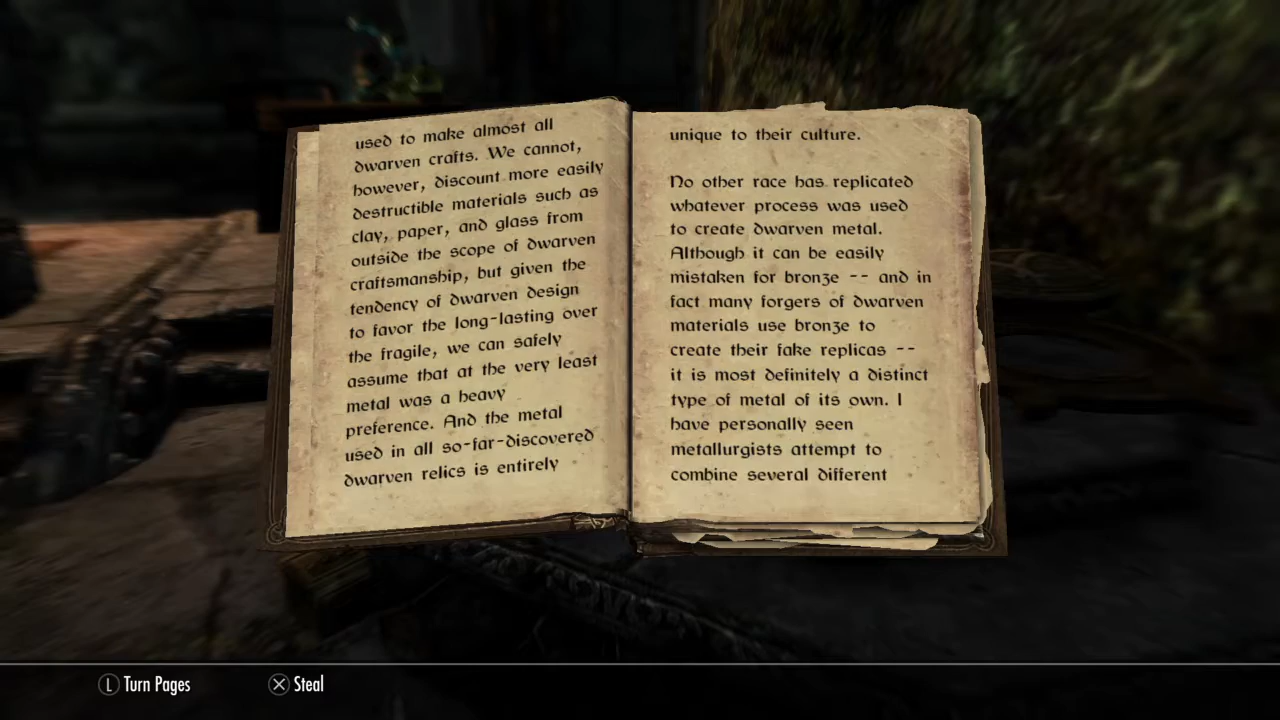 used to make almost all
dwarven crafts. We cannot,
however, discount more easily
destructible materials such as
clay, paper, and glass from
outside the scope of dwarven
craftsmanship, but given the
tendency of dwarven design
to favor the long-lasting over
the fragile, we can safely
assume that at the very least
metal was a heavy
preference. And the metal
used in all so-far-discovered
dwarven relics is entirely
unique to their culture.
No other race has replicated
whatever process was used
to create dwarven metal.
Although it can be easily
mistaken for bronze -- and in
fact many forgers of dwarven
materials use bronze to
create their fake replicas --
it is most definitely a distinct
type of metal of its own. I
have personally seen
metallurgists attempt to
combine several different
L Turn Pages
X Steal